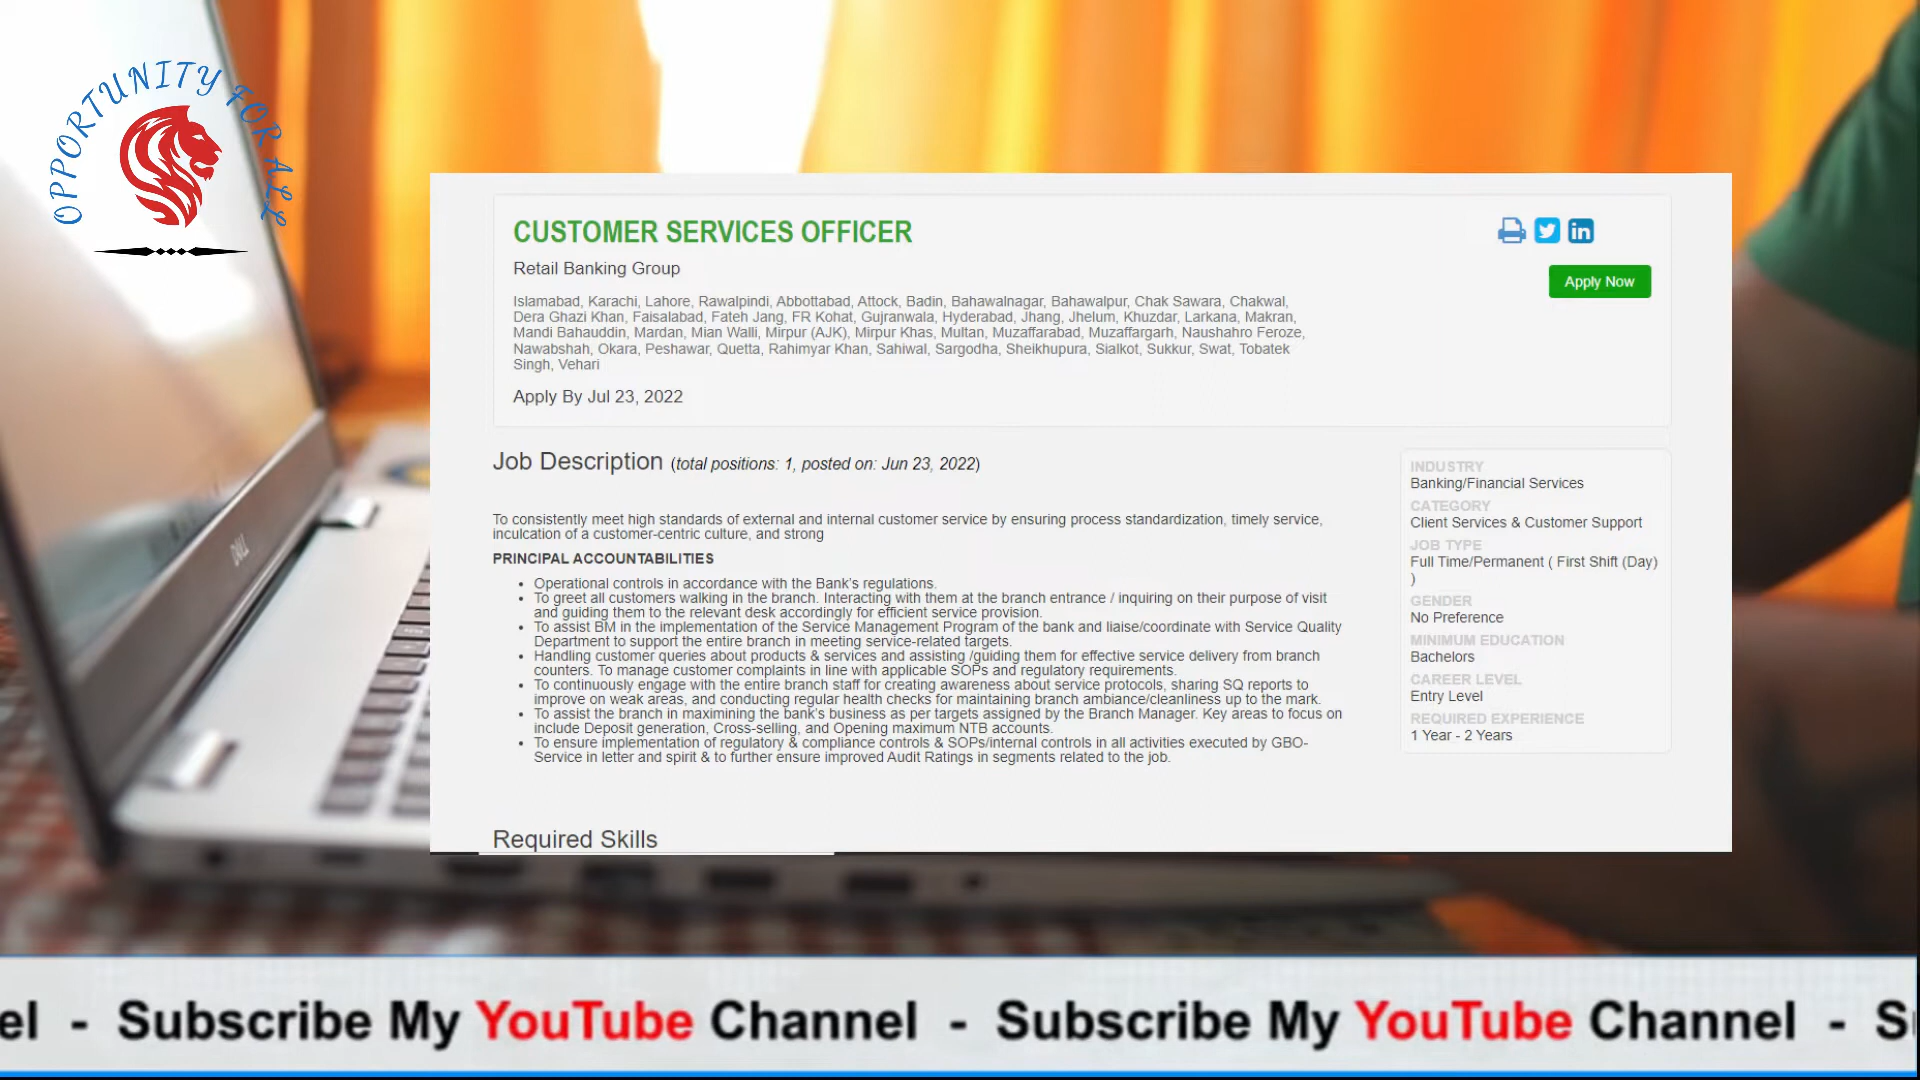 OPPORTUNITY FOR ALL
CUSTOMER SERVICES OFFICER
Retail Banking Group
Apply Now
Islamabad, Karachi, Lahore, Rawalpindi, Abbottabad, Attock, Badin, Bahawalnagar, Bahawalpur, Chak Sawara, Chakwal,
Dera Ghazi Khan, Faisalabad, Fateh Jang, FR Kohat, Gujranwala, Hyderabad, Jhang, Jhelum, Khuzdar, Larkana, Makran,
Mandi Bahauddin, Mardan, Mian Walli, Mirpur (AJK), Mirpur Khas, Multan, Muzaffarabad, Muzaffargarh, Naushahro Feroze,
Nawabshah, Okara, Peshawar, Quetta, Rahimyar Khan, Sahiwal, Sargodha, Sheikhupura, Sialkot, Sukkur, Swat, Tobatek
Singh, Vehari
Apply By Jul 23, 2022
Job Description (total positions: 1, posted on: Jun 23, 2022)
To consistently meet high standards of external and internal customer service by ensuring process standardization, timely service,
inculcation of a customer-centric culture, and strong
PRINCIPAL ACCOUNTABILITIES
• Operational controls in accordance with the Bank's regulations.
• To greet all customers walking in the branch. Interacting with them at the branch entrance / inquiring on their purpose of visit
and guiding them to the relevant desk accordingly for efficient service provision.
• To assist BM in the implementation of the Service Management Program of the bank and liaise/coordinate with Service Quality
Department to support the entire branch in meeting service-related targets.
• Handling customer queries about products & services and assisting /guiding them for effective service delivery from branch
counters. To manage customer complaints in line with applicable SOPs and regulatory requirements.
• To continuously engage with the entire branch staff for creating awareness about service protocols, sharing SQ reports to
improve on weak areas, and conducting regular health checks for maintaining branch ambiance/cleanliness up to the mark.
• To assist the branch in maximining the bank's business as per targets assigned by the Branch Manager. Key areas to focus on
include Deposit generation, Cross-selling, and Opening maximum NTB accounts.
• To ensure implementation of regulatory & compliance controls & SOPs/internal controls in all activities executed by GBO-
Service in letter and spirit & to further ensure improved Audit Ratings in segments related to the job.
Required Skills
INDUSTRY
Banking/Financial Services
CATEGORY
Client Services & Customer Support
JOB TYPE
Full Time/Permanent ( First Shift (Day)
)
GENDER
No Preference
MINIMUM EDUCATION
Bachelors
CAREER LEVEL
Entry Level
REQUIRED EXPERIENCE
1 Year - 2 Years
DELL
el - Subscribe My YouTube Channel - Subscribe My YouTube Channel - S